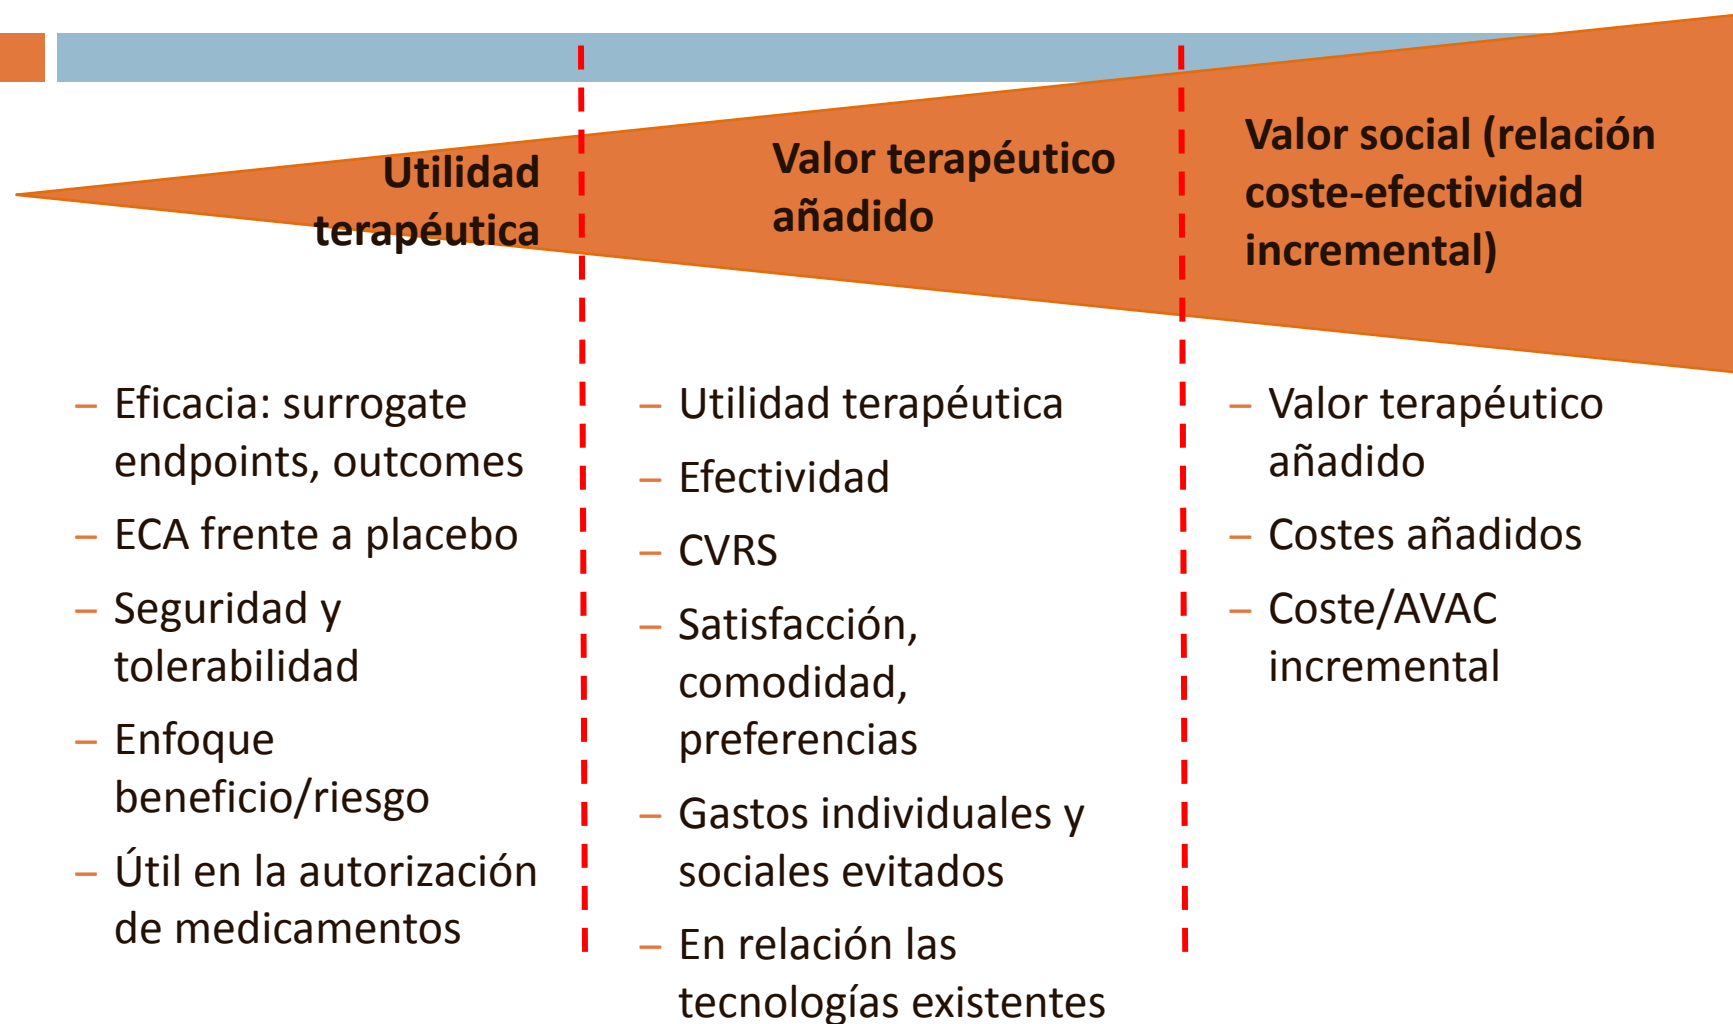 Utilidad
terapéutica
Valor terapéutico
añadido
Valor social (relación
coste-efectividad
incremental)
– Eficacia: surrogate
endpoints, outcomes
– ECA frente a placebo
– Seguridad y
tolerabilidad
– Enfoque
beneficio/riesgo
– Útil en la autorización
de medicamentos
– Utilidad terapéutica
– Efectividad
– CVRS
– Satisfacción,
comodidad,
preferencias
– Gastos individuales y
sociales evitados
– En relación las
tecnologías existentes
– Valor terapéutico
añadido
– Costes añadidos
– Coste/AVAC
incremental